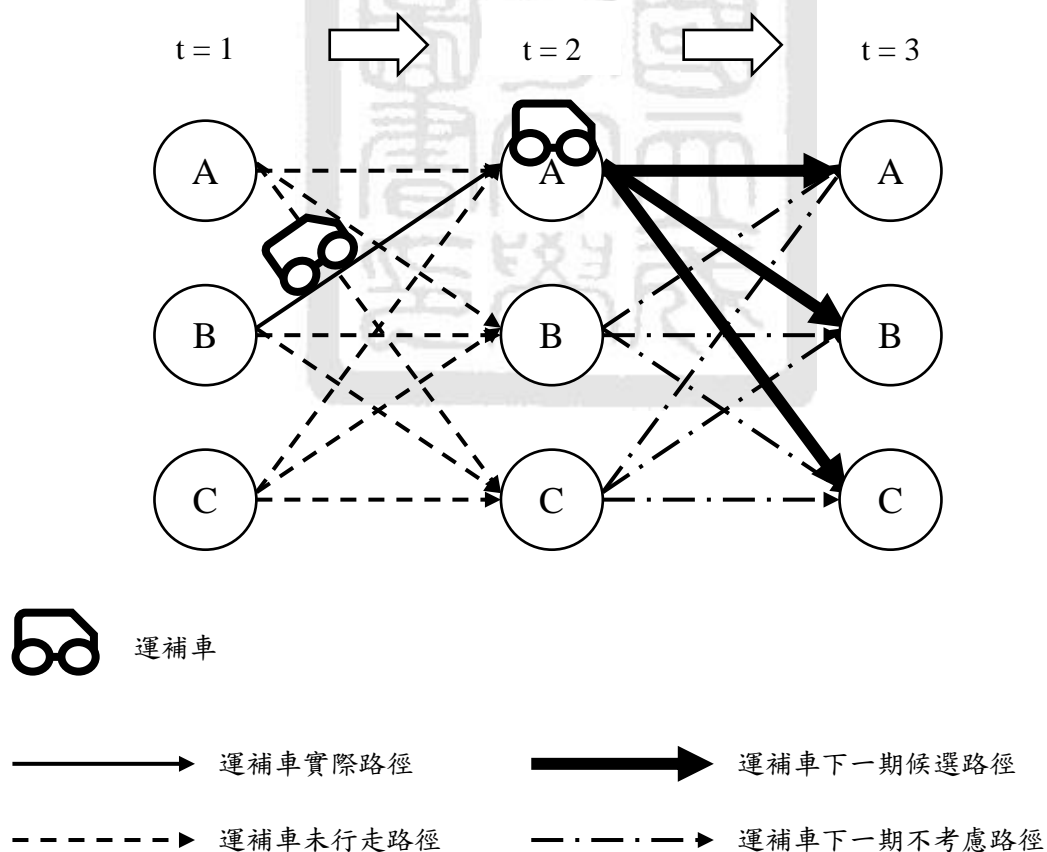 t = 1 t = 2 t = 3
A A A
B B B
C C C
運補車
運補車實際路徑 運補車下一期候選路徑
運補車未行走路徑 運補車下一期不考慮路徑